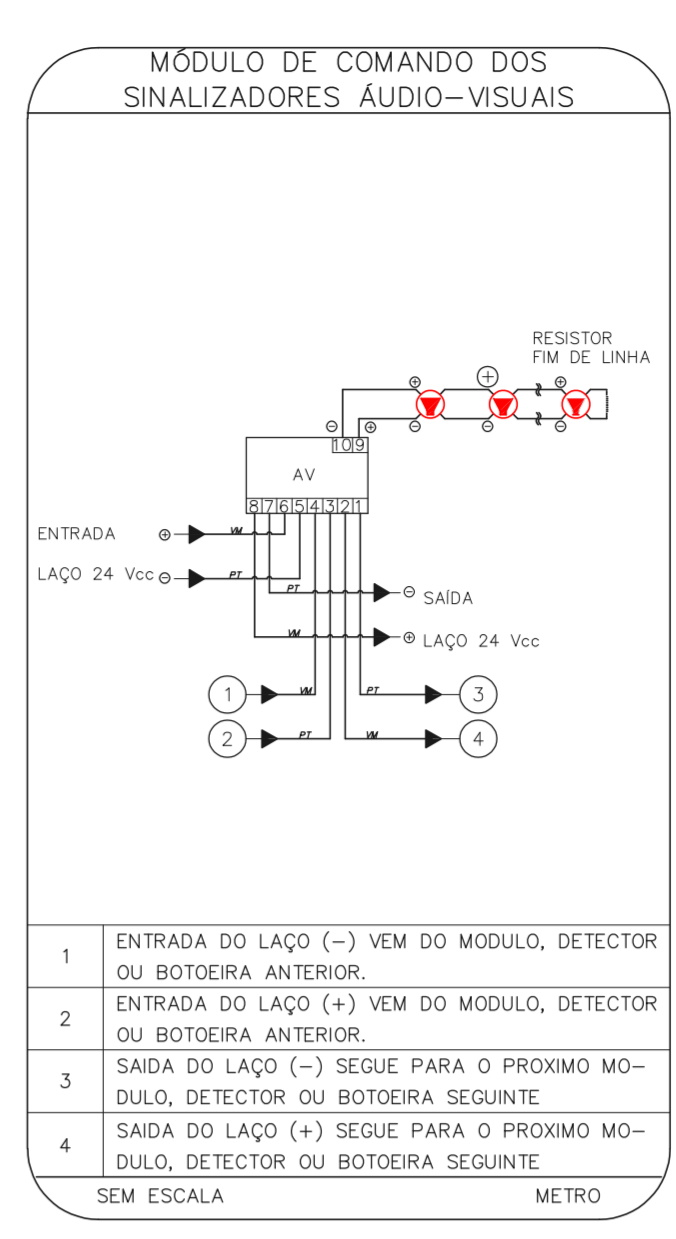 MÓDULO DE COMANDO DOS
SINALIZADORES ÁUDIO-VISUAIS
RESISTOR
FIM DE LINHA
⊕ ⊕ ⊕
⊖ ⊖ ⊖
⊖ ⊕
10 9
AV
8 7 6 5 4 3 2 1
ENTRADA ⊕ VM
LAÇO 24 Vcc ⊖ PT
PT ⊖ SAÍDA
VM ⊕ LAÇO 24 Vcc
1 VM PT 3
2 PT VM 4
1 ENTRADA DO LAÇO (-) VEM DO MODULO, DETECTOR
OU BOTOEIRA ANTERIOR.
2 ENTRADA DO LAÇO (+) VEM DO MODULO, DETECTOR
OU BOTOEIRA ANTERIOR.
3 SAIDA DO LAÇO (-) SEGUE PARA O PROXIMO MO-
DULO, DETECTOR OU BOTOEIRA SEGUINTE
4 SAIDA DO LAÇO (+) SEGUE PARA O PROXIMO MO-
DULO, DETECTOR OU BOTOEIRA SEGUINTE
SEM ESCALA METRO